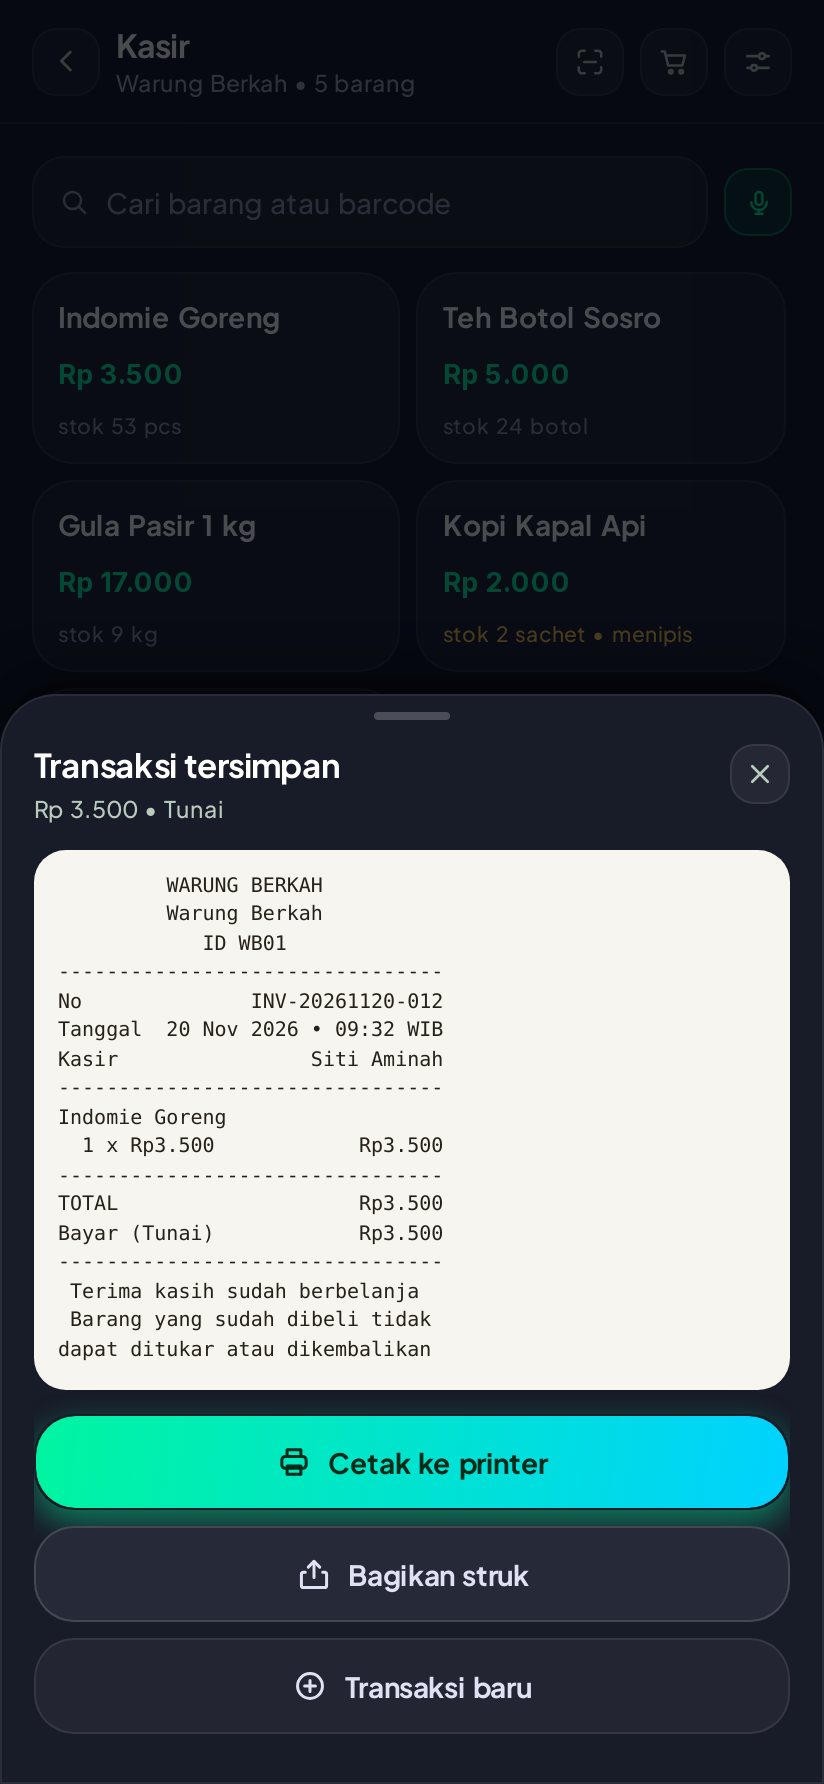 Kasir
Warung Berkah • 5 barang
Cari barang atau barcode
Indomie Goreng
Rp 3.500
stok 53 pcs
Teh Botol Sosro
Rp 5.000
stok 24 botol
Gula Pasir 1 kg
Rp 17.000
stok 9 kg
Kopi Kapal Api
Rp 2.000
stok 2 sachet • menipis
Transaksi tersimpan
Rp 3.500 • Tunai
WARUNG BERKAH
Warung Berkah
ID WB01
--------------------------------
No INV-20261120-012
Tanggal 20 Nov 2026 • 09:32 WIB
Kasir Siti Aminah
--------------------------------
Indomie Goreng
1 x Rp3.500 Rp3.500
--------------------------------
TOTAL Rp3.500
Bayar (Tunai) Rp3.500
--------------------------------
Terima kasih sudah berbelanja
Barang yang sudah dibeli tidak
dapat ditukar atau dikembalikan
Cetak ke printer
Bagikan struk
Transaksi baru